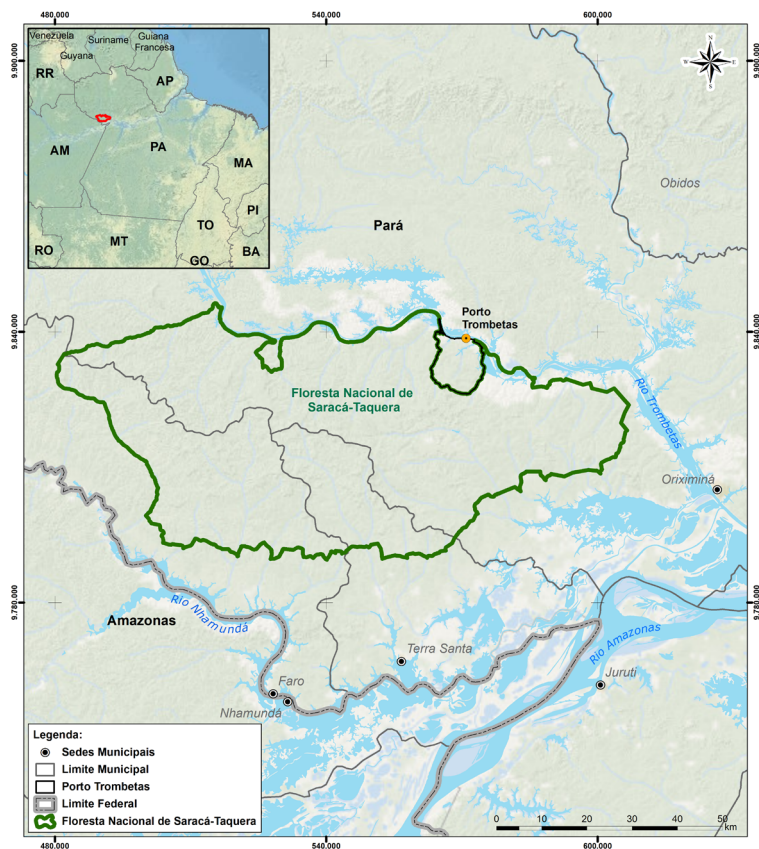 480.000
540.000
600.000
9.900.000
9.900.000
Venezuela
Suriname
Guiana
Francesa
Guyana
RR
AP
AM
PA
MA
PI
TO
RO
MT
GO
BA
N
W
E
S
Obidos
Pará
Porto
Trombetas
9.840.000
9.840.000
Floresta Nacional de
Saracá-Taquera
Rio Trombetas
Oriximiná
9.780.000
9.780.000
Amazonas
Rio Nhamundá
Rio Amazonas
Terra Santa
Faro
Juruti
Nhamundá
Legenda:
Sedes Municipais
Limite Municipal
Porto Trombetas
Limite Federal
Floresta Nacional de Saracá-Taquera
0 5 10 20 30 40 50
km
480.000
540.000
600.000